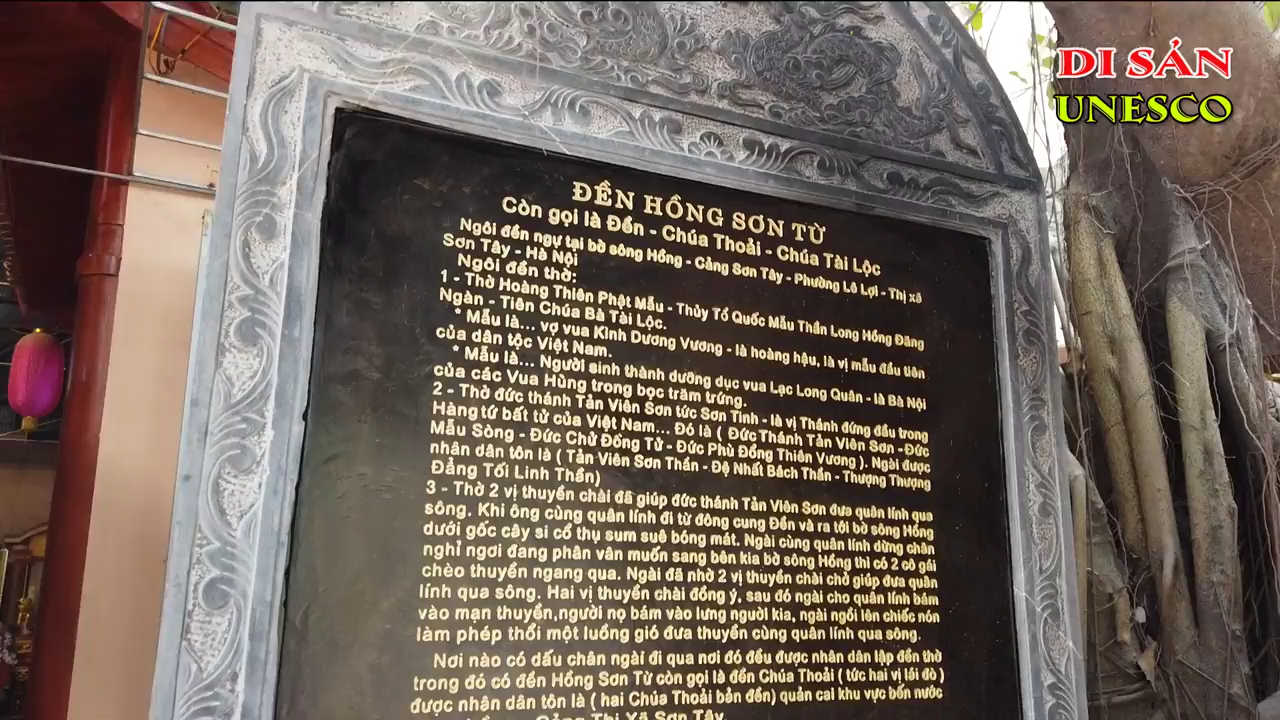 DI SẢN
UNESCO
ĐỀN HỒNG SƠN TỪ
Còn gọi là Đền - Chúa Thoải - Chúa Tài Lộc
Ngôi đền ngự tại bờ sông Hồng - Cảng Sơn Tây - Phường Lê Lợi - Thị xã
Sơn Tây - Hà Nội
Ngôi đền thờ:
1 - Thờ Hoàng Thiên Phật Mẫu - Thủy Tổ Quốc Mẫu Thần Long Hồng Đăng
Ngàn - Tiên Chúa Bà Tài Lộc.
* Mẫu là... vợ vua Kinh Dương Vương - là hoàng hậu, là vị mẫu đầu tiên
của dân tộc Việt Nam.
* Mẫu là... Người sinh thành dưỡng dục vua Lạc Long Quân - là Bà Nội
của các Vua Hùng trong bọc trăm trứng.
2 - Thờ đức thánh Tản Viên Sơn tức Sơn Tinh - là vị Thánh đứng đầu trong
Hàng tứ bất tử của Việt Nam... Đó là ( Đức Thánh Tản Viên Sơn -Đức
Mẫu Sòng - Đức Chử Đồng Tử - Đức Phù Đổng Thiên Vương ). Ngài được
nhân dân tôn là ( Tản Viên Sơn Thần - Đệ Nhất Bách Thần - Thượng Thượng
Đẳng Tối Linh Thần)
3 - Thờ 2 vị thuyền chài đã giúp đức thánh Tản Viên Sơn đưa quân lính qua
sông. Khi ông cùng quân lính đi từ đông cung Đền và ra tới bờ sông Hồng
dưới gốc cây si cổ thụ sum suê bóng mát. Ngài cùng quân lính dừng chân
nghỉ ngơi đang phân vân muốn sang bên kia bờ sông Hồng thì có 2 cô gái
chèo thuyền ngang qua. Ngài đã nhờ 2 vị thuyền chài chở giúp đưa quân
lính qua sông. Hai vị thuyền chài đồng ý, sau đó ngài cho quân lính bám
vào mạn thuyền,người nọ bám vào lưng người kia, ngài ngồi lên chiếc nón
làm phép thổi một luồng gió đưa thuyền cùng quân lính qua sông.
Nơi nào có dấu chân ngài đi qua nơi đó đều được nhân dân lập đền thờ
trong đó có đền Hồng Sơn Từ còn gọi là đền Chúa Thoải ( tức hai vị lái đò )
được nhân dân tôn là ( hai Chúa Thoải bản đền) quản cai khu vực bốn nước
Cảng Thị Xã Sơn Tây.